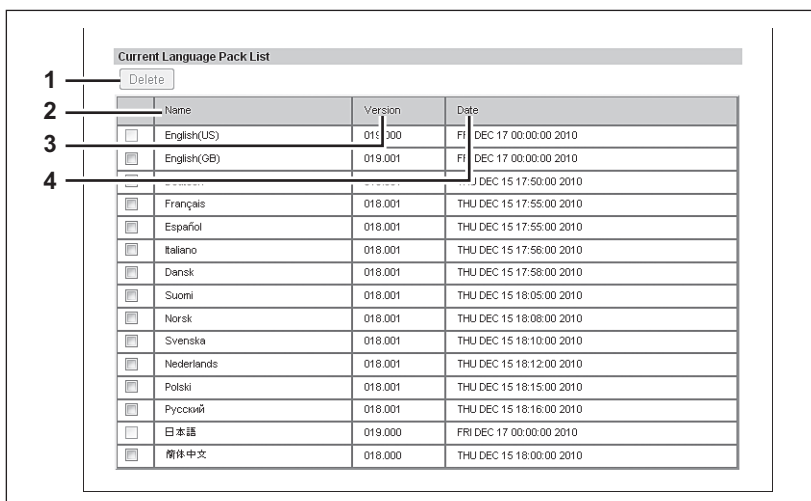 Current Language Pack List
1
Delete
2
Name Version Date
3
English(US) 019.000 FRI DEC 17 00:00:00 2010
English(GB) 019.001 FRI DEC 17 00:00:00 2010
4
THU DEC 15 17:50:00 2010
Français 018.001 THU DEC 15 17:55:00 2010
Español 018.001 THU DEC 15 17:55:00 2010
Italiano 018.001 THU DEC 15 17:56:00 2010
Dansk 018.001 THU DEC 15 17:58:00 2010
Suomi 018.001 THU DEC 15 18:05:00 2010
Norsk 018.001 THU DEC 15 18:08:00 2010
Svenska 018.001 THU DEC 15 18:10:00 2010
Nederlands 018.001 THU DEC 15 18:12:00 2010
Polski 018.001 THU DEC 15 18:15:00 2010
Русский 018.001 THU DEC 15 18:16:00 2010
日本語 019.000 FRI DEC 17 00:00:00 2010
简体中文 018.000 THU DEC 15 18:00:00 2010